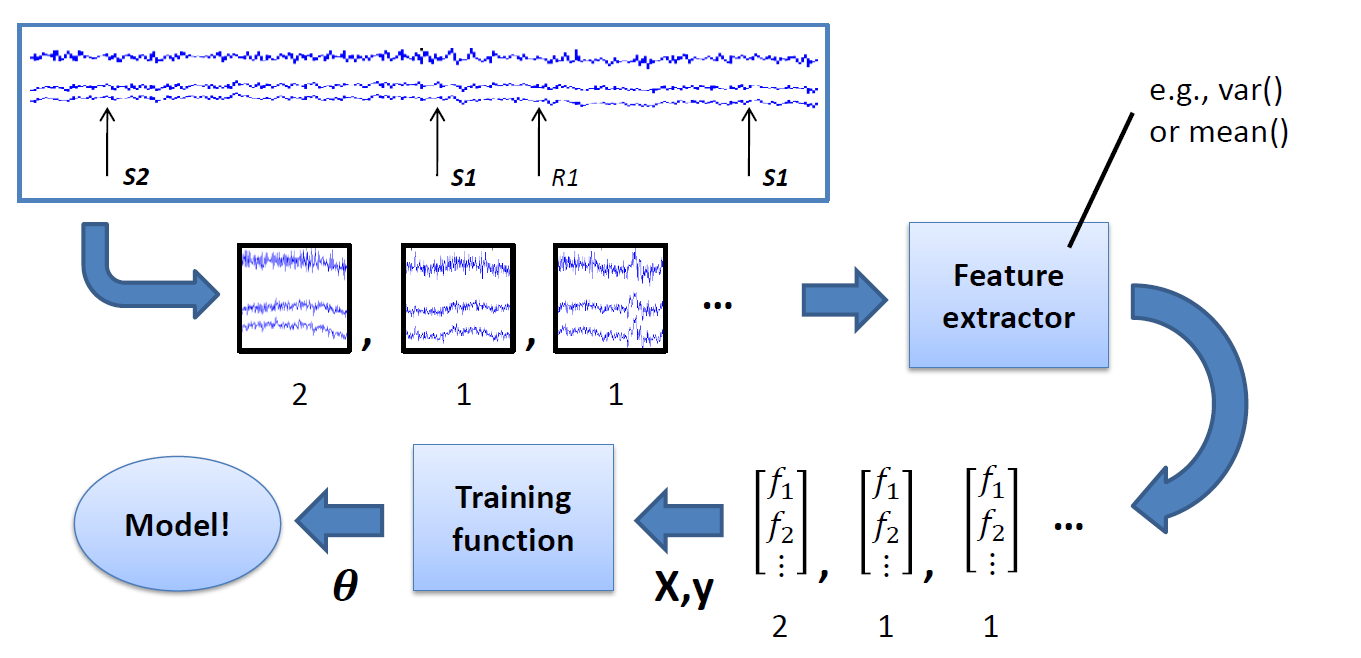 S2 S1 R1 S1
e.g., var()
or mean()
, , ...
2 1 1
Feature
extractor
Model!
θ
Training
function
X,y
[f₁ f₂ ⋮], [f₁ f₂ ⋮], [f₁ f₂ ⋮] ...
2 1 1